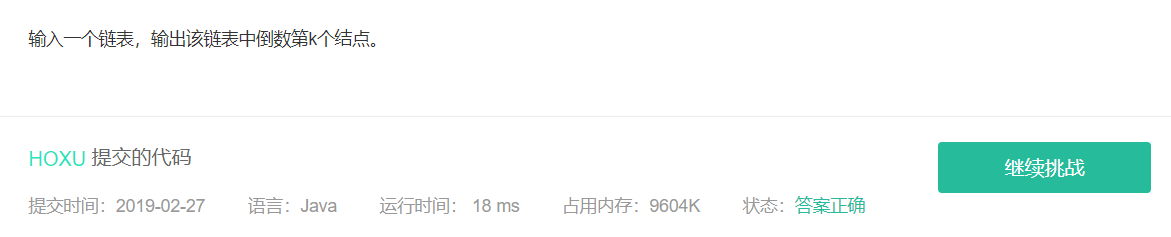 输入一个链表，输出该链表中倒数第k个结点。
HOXU 提交的代码
继续挑战
提交时间：2019-02-27 语言：Java 运行时间： 18 ms 占用内存：9604K 状态：答案正确